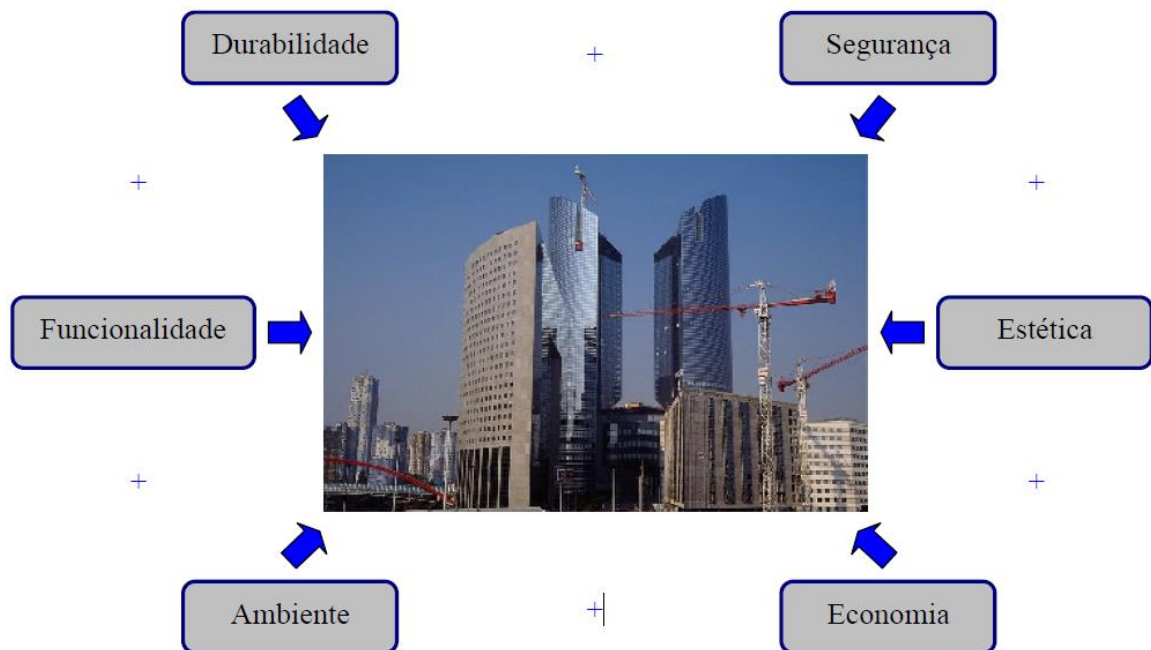 Durabilidade
+
Segurança
+
+
Funcionalidade
Estética
+
+
Ambiente
+
Economia